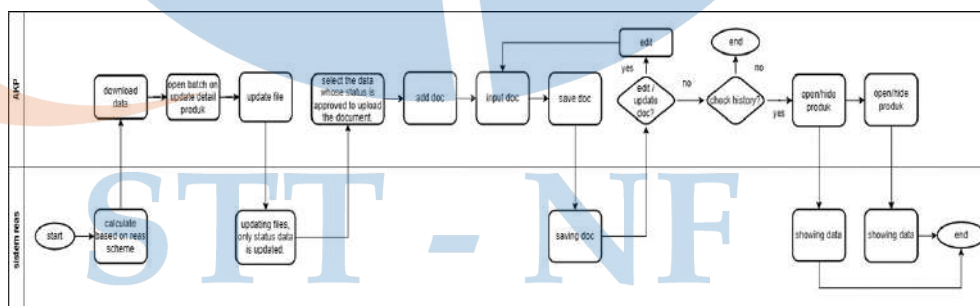 AKP
download
data
open batch on
update detail
produk
update file
select the data
whose status is
approved to upload
the document.
add doc
input doc
save doc
edit
yes
edit /
update
doc?
no
end
no
check history?
yes
open/hide
produk
open/hide
produk
sistem reas
start
calculate
based on reas
scheme
updating files,
only status data
is updated.
saving doc
showing data
showing data
end
STT - NF